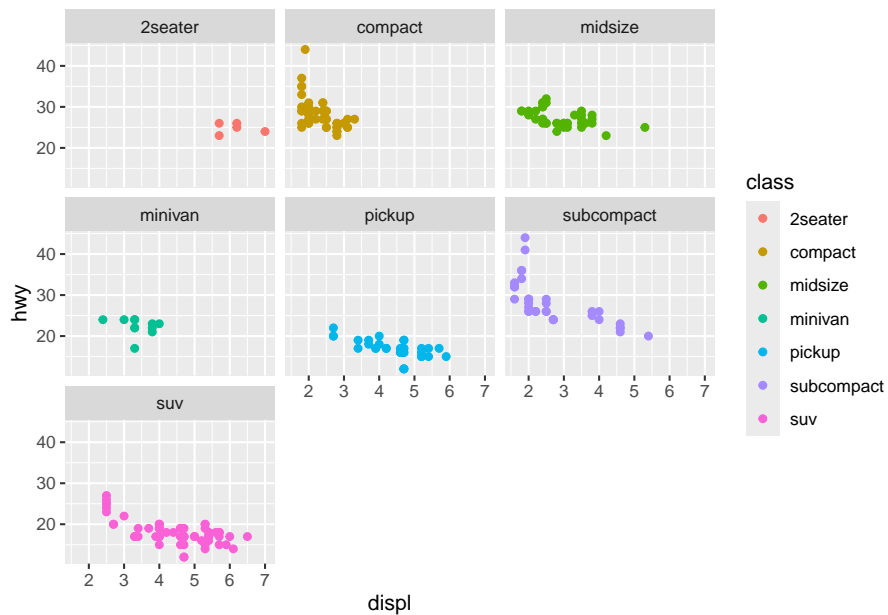 2seater compact midsize
40
30
20
minivan pickup subcompact
40
30
20
2 3 4 5 6 7 2 3 4 5 6 7
suv
40
30
20
2 3 4 5 6 7
displ
hwy
class
2seater
compact
midsize
minivan
pickup
subcompact
suv